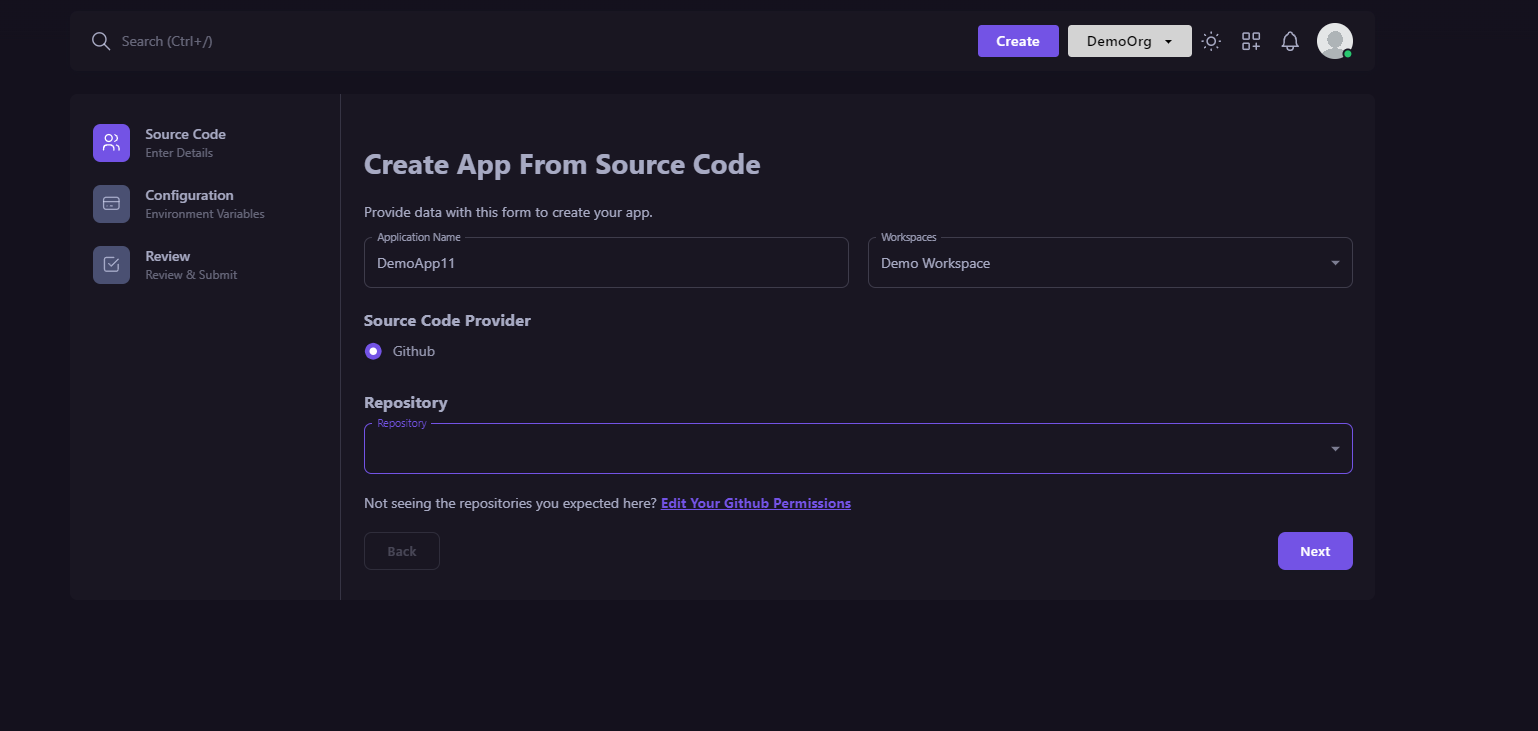 Search (Ctrl+/)
Create
DemoOrg
Source Code
Enter Details
Configuration
Environment Variables
Review
Review & Submit
Create App From Source Code
Provide data with this form to create your app.
Application Name
DemoApp11
Workspaces
Demo Workspace
Source Code Provider
Github
Repository
Repository
Not seeing the repositories you expected here? Edit Your Github Permissions
Back
Next